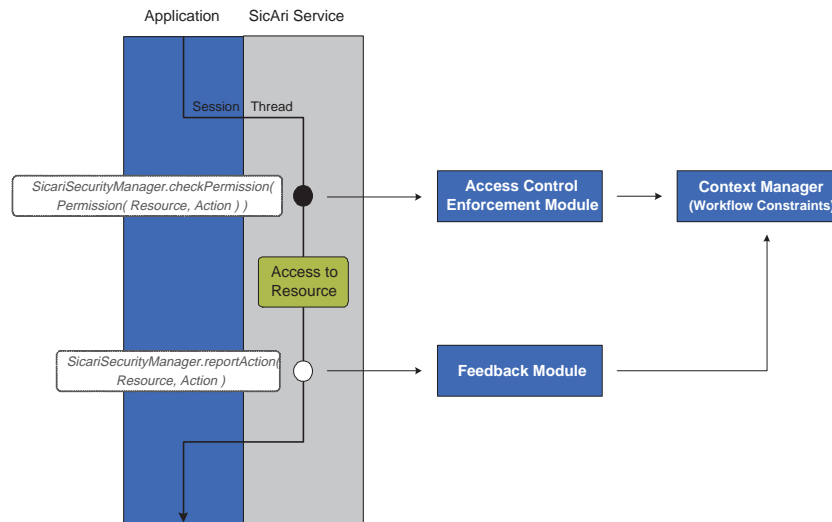 Application
SicAri Service
Session Thread
SicariSecurityManager.checkPermission(
Permission( Resource, Action ) )
Access Control
Enforcement Module
Context Manager
(Workflow Constraints)
Access to
Resource
SicariSecurityManager.reportAction(
Resource, Action )
Feedback Module